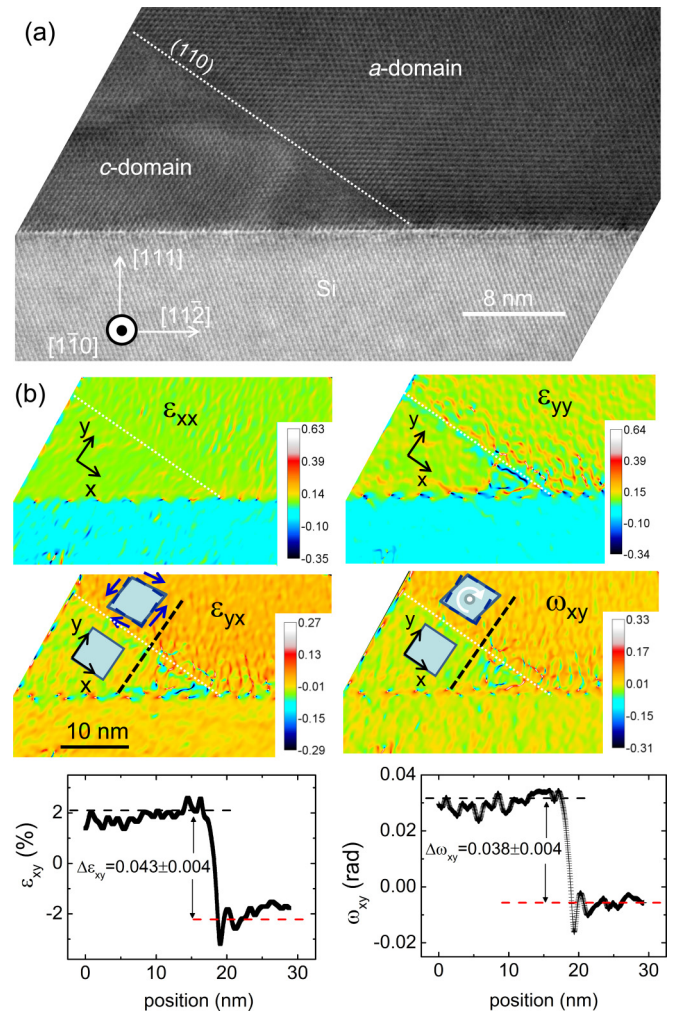 (a)
(110)
a-domain
c-domain
[111]
Si
[112̄]
8 nm
[11̄0]
(b)
εxx
y
x
0.63
0.39
0.14
-0.10
-0.35
εyy
y
x
0.64
0.39
0.14
-0.10
-0.34
εyx
y
x
10 nm
0.27
0.13
-0.01
-0.15
-0.29
ωxy
y
x
0.33
0.17
0.01
-0.15
-0.31
εxy (%)
2
0
-2
Δεxy=0.043±0.004
0 10 20 30
position (nm)
ωxy (rad)
0.04
0.02
0.00
-0.02
Δωxy=0.038±0.004
0 10 20 30
position (nm)